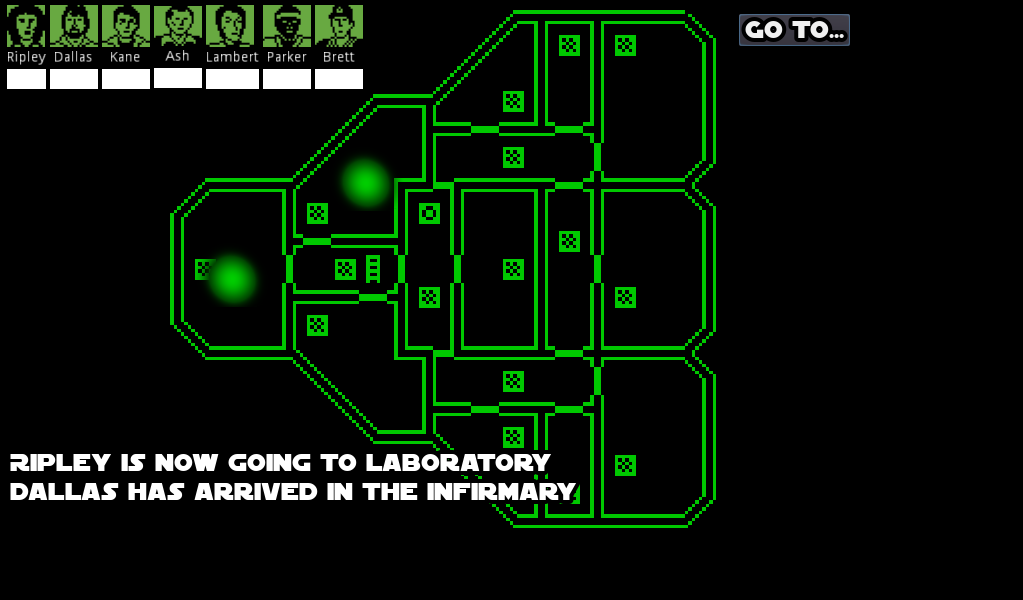 Ripley Dallas Kane Ash Lambert Parker Brett
GO TO...
RIPLEY IS NOW GOING TO LABORATORY
DALLAS HAS ARRIVED IN THE INFIRMARY